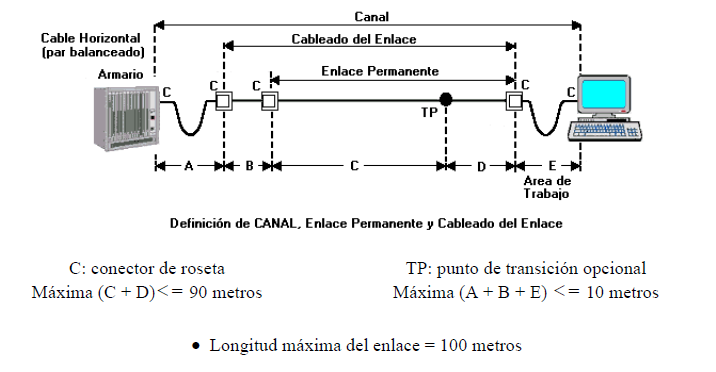 Canal
Cable Horizontal
(par balanceado)
Cableado del Enlace
Armario
Enlace Permanente
C
C
C
C
C
TP
A
B
C
D
E
Area de
Trabajo
Definición de CANAL, Enlace Permanente y Cableado del Enlace
C: conector de roseta
TP: punto de transición opcional
Máxima (C + D)<= 90 metros
Máxima (A + B + E) <= 10 metros
• Longitud máxima del enlace = 100 metros